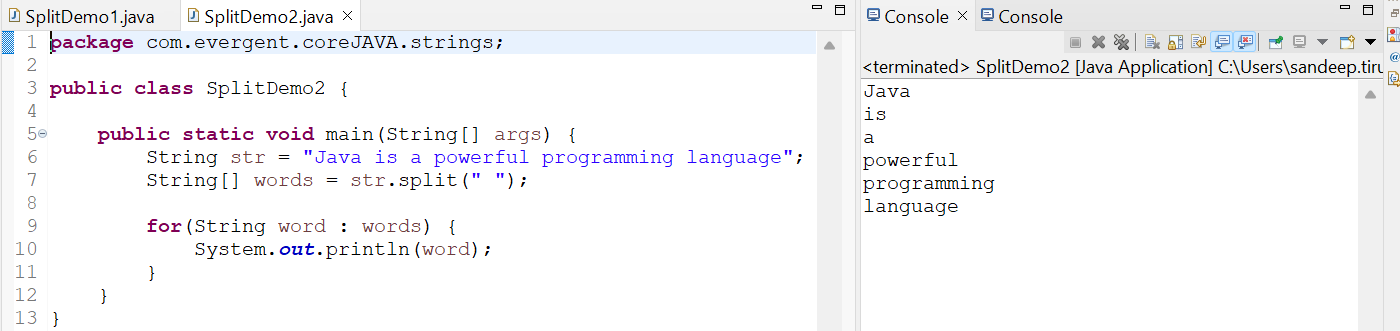 SplitDemo1.java
SplitDemo2.java
1 package com.evergent.coreJAVA.strings;
2
3 public class SplitDemo2 {
4
5     public static void main(String[] args) {
6         String str = "Java is a powerful programming language";
7         String[] words = str.split(" ");
8
9         for(String word : words) {
10             System.out.println(word);
11         }
12     }
13 }
Console
Console
<terminated> SplitDemo2 [Java Application] C:\Users\sandeep.tiru
Java
is
a
powerful
programming
language